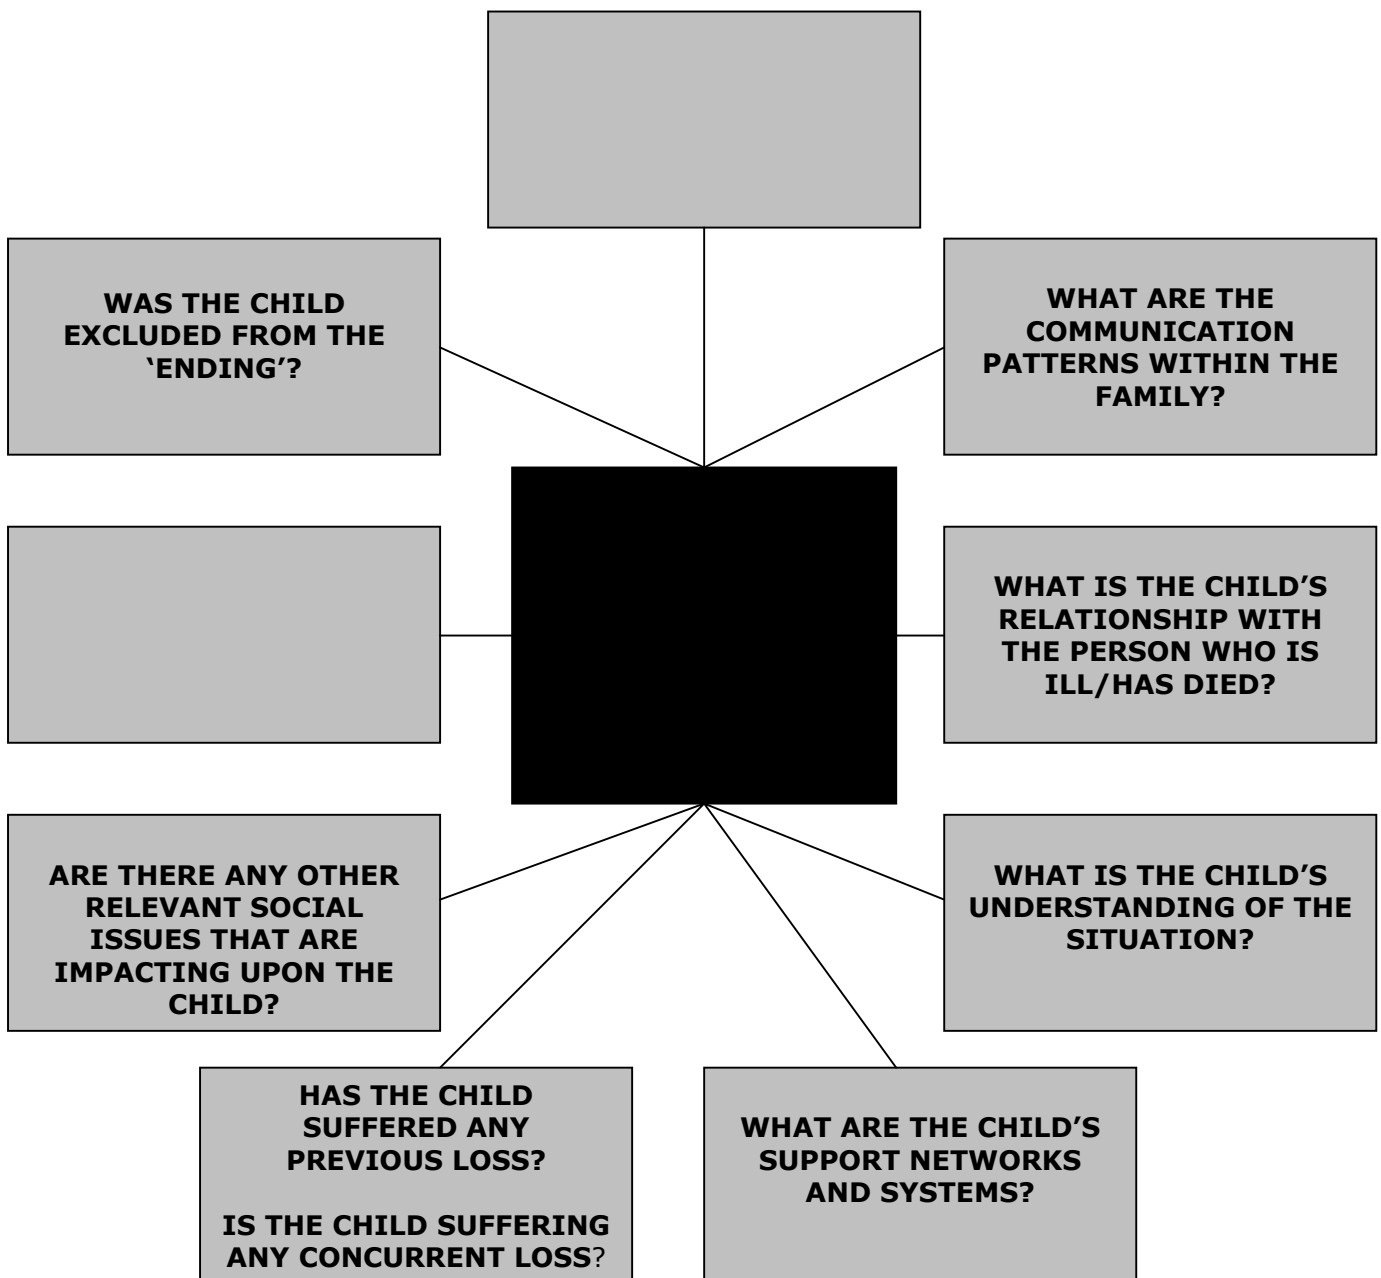 WAS THE CHILD
EXCLUDED FROM THE
‘ENDING’?
WHAT ARE THE
COMMUNICATION
PATTERNS WITHIN THE
FAMILY?
WHAT IS THE CHILD’S
RELATIONSHIP WITH
THE PERSON WHO IS
ILL/HAS DIED?
ARE THERE ANY OTHER
RELEVANT SOCIAL
ISSUES THAT ARE
IMPACTING UPON THE
CHILD?
WHAT IS THE CHILD’S
UNDERSTANDING OF THE
SITUATION?
HAS THE CHILD
SUFFERED ANY
PREVIOUS LOSS?
IS THE CHILD SUFFERING
ANY CONCURRENT LOSS?
WHAT ARE THE CHILD’S
SUPPORT NETWORKS
AND SYSTEMS?